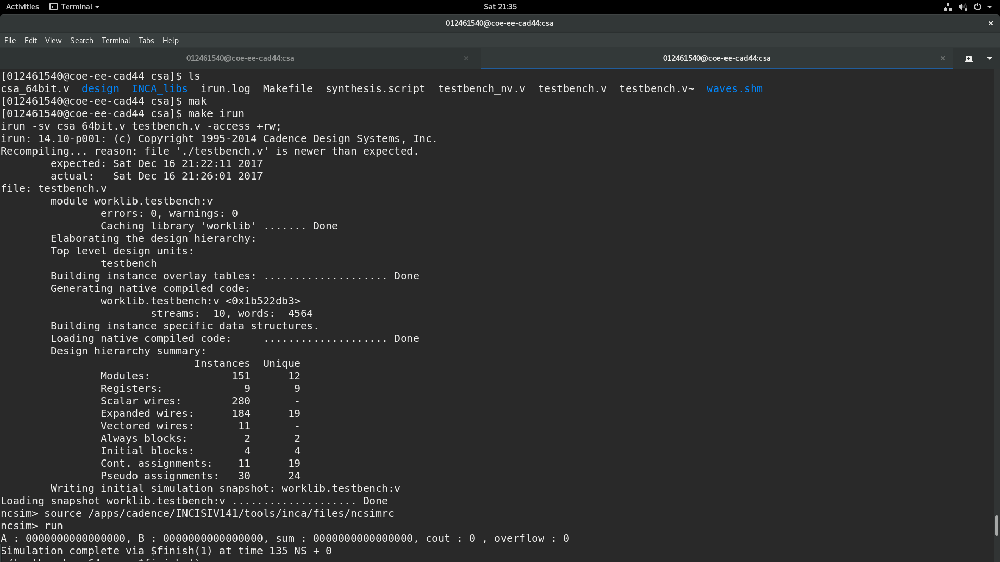 Activities Terminal Sat 21:35
012461540@coe-ee-cad44:csa
File Edit View Search Terminal Tabs Help
012461540@coe-ee-cad44:csa 012461540@coe-ee-cad44:csa
[012461540@coe-ee-cad44 csa]$ ls
csa_64bit.v  design  INCA_libs  irun.log  Makefile  synthesis.script  testbench_nv.v  testbench.v  testbench.v~  waves.shm
[012461540@coe-ee-cad44 csa]$ mak
[012461540@coe-ee-cad44 csa]$ make irun
irun -sv csa_64bit.v testbench.v -access +rw;
irun: 14.10-p001: (c) Copyright 1995-2014 Cadence Design Systems, Inc.
Recompiling... reason: file './testbench.v' is newer than expected.
        expected: Sat Dec 16 21:22:11 2017
        actual:   Sat Dec 16 21:26:01 2017
file: testbench.v
        module worklib.testbench:v
                errors: 0, warnings: 0
                Caching library 'worklib' ....... Done
        Elaborating the design hierarchy:
        Top level design units:
                testbench
        Building instance overlay tables: .................... Done
        Generating native compiled code:
                worklib.testbench:v <0x1b522db3>
                        streams:  10, words:  4564
        Building instance specific data structures.
        Loading native compiled code:     .................... Done
        Design hierarchy summary:
                               Instances  Unique
                Modules:             151      12
                Registers:             9       9
                Scalar wires:        280       -
                Expanded wires:      184      19
                Vectored wires:       11       -
                Always blocks:         2       2
                Initial blocks:        4       4
                Cont. assignments:    11      19
                Pseudo assignments:   30      24
        Writing initial simulation snapshot: worklib.testbench:v
Loading snapshot worklib.testbench:v .................... Done
ncsim> source /apps/cadence/INCISIV141/tools/inca/files/ncsimrc
ncsim> run
A : 0000000000000000, B : 0000000000000000, sum : 0000000000000000, cout : 0 , overflow : 0
Simulation complete via $finish(1) at time 135 NS + 0